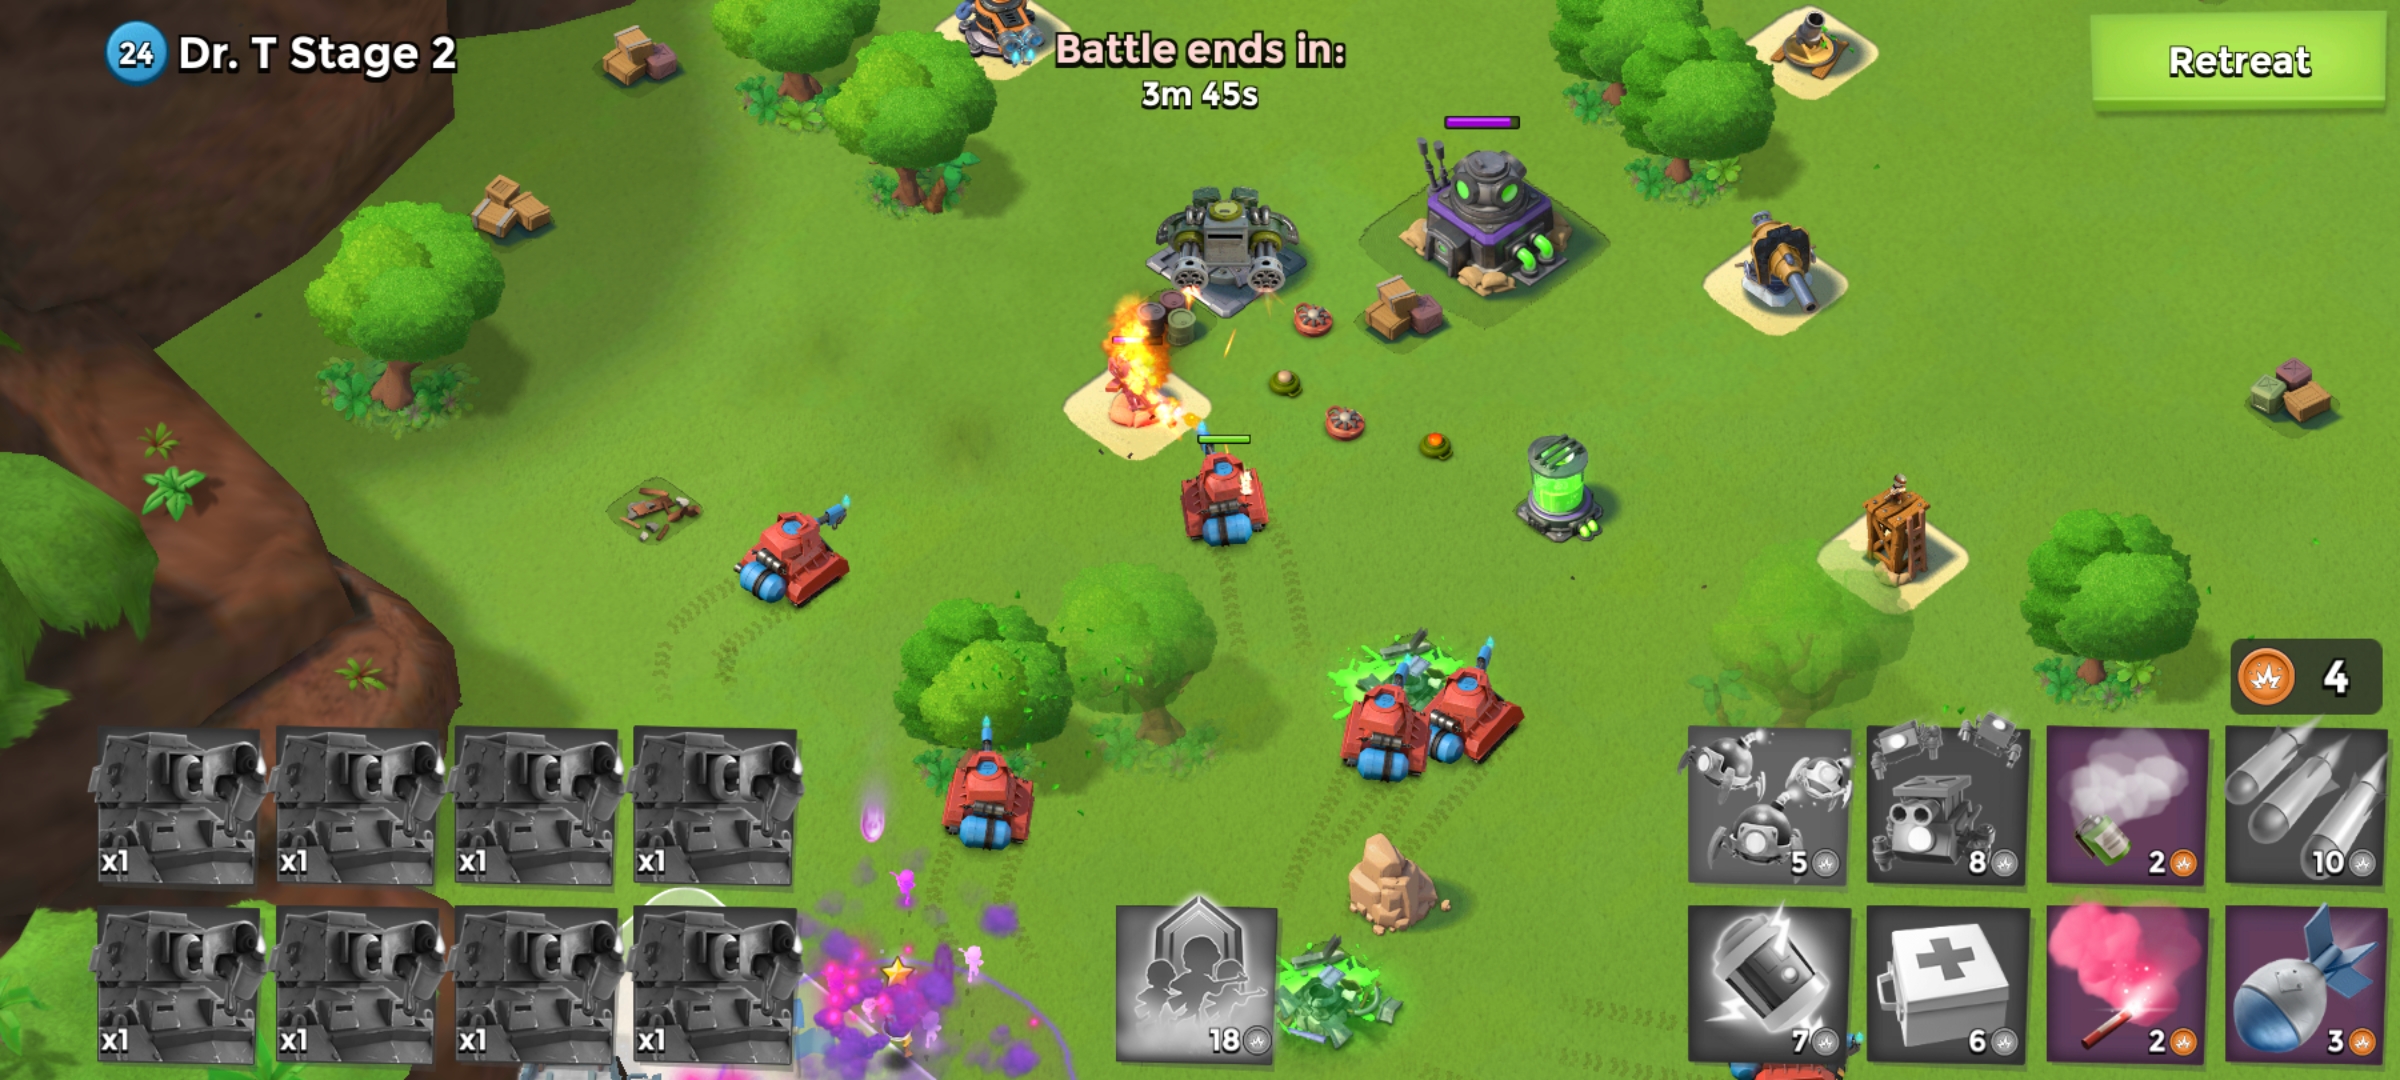 24 Dr. T Stage 2
Battle ends in:
3m 45s
Retreat
4
x1 x1 x1 x1
5 8 2 10
x1 x1 x1 x1
18
7 6 2 3